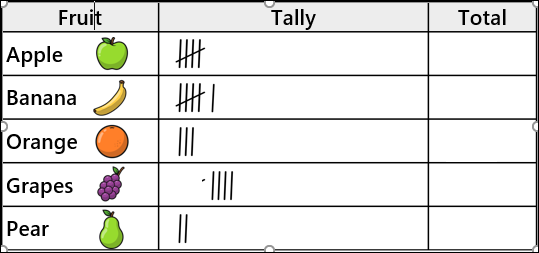 Fruit Tally Total
Apple
Banana
Orange
Grapes
Pear